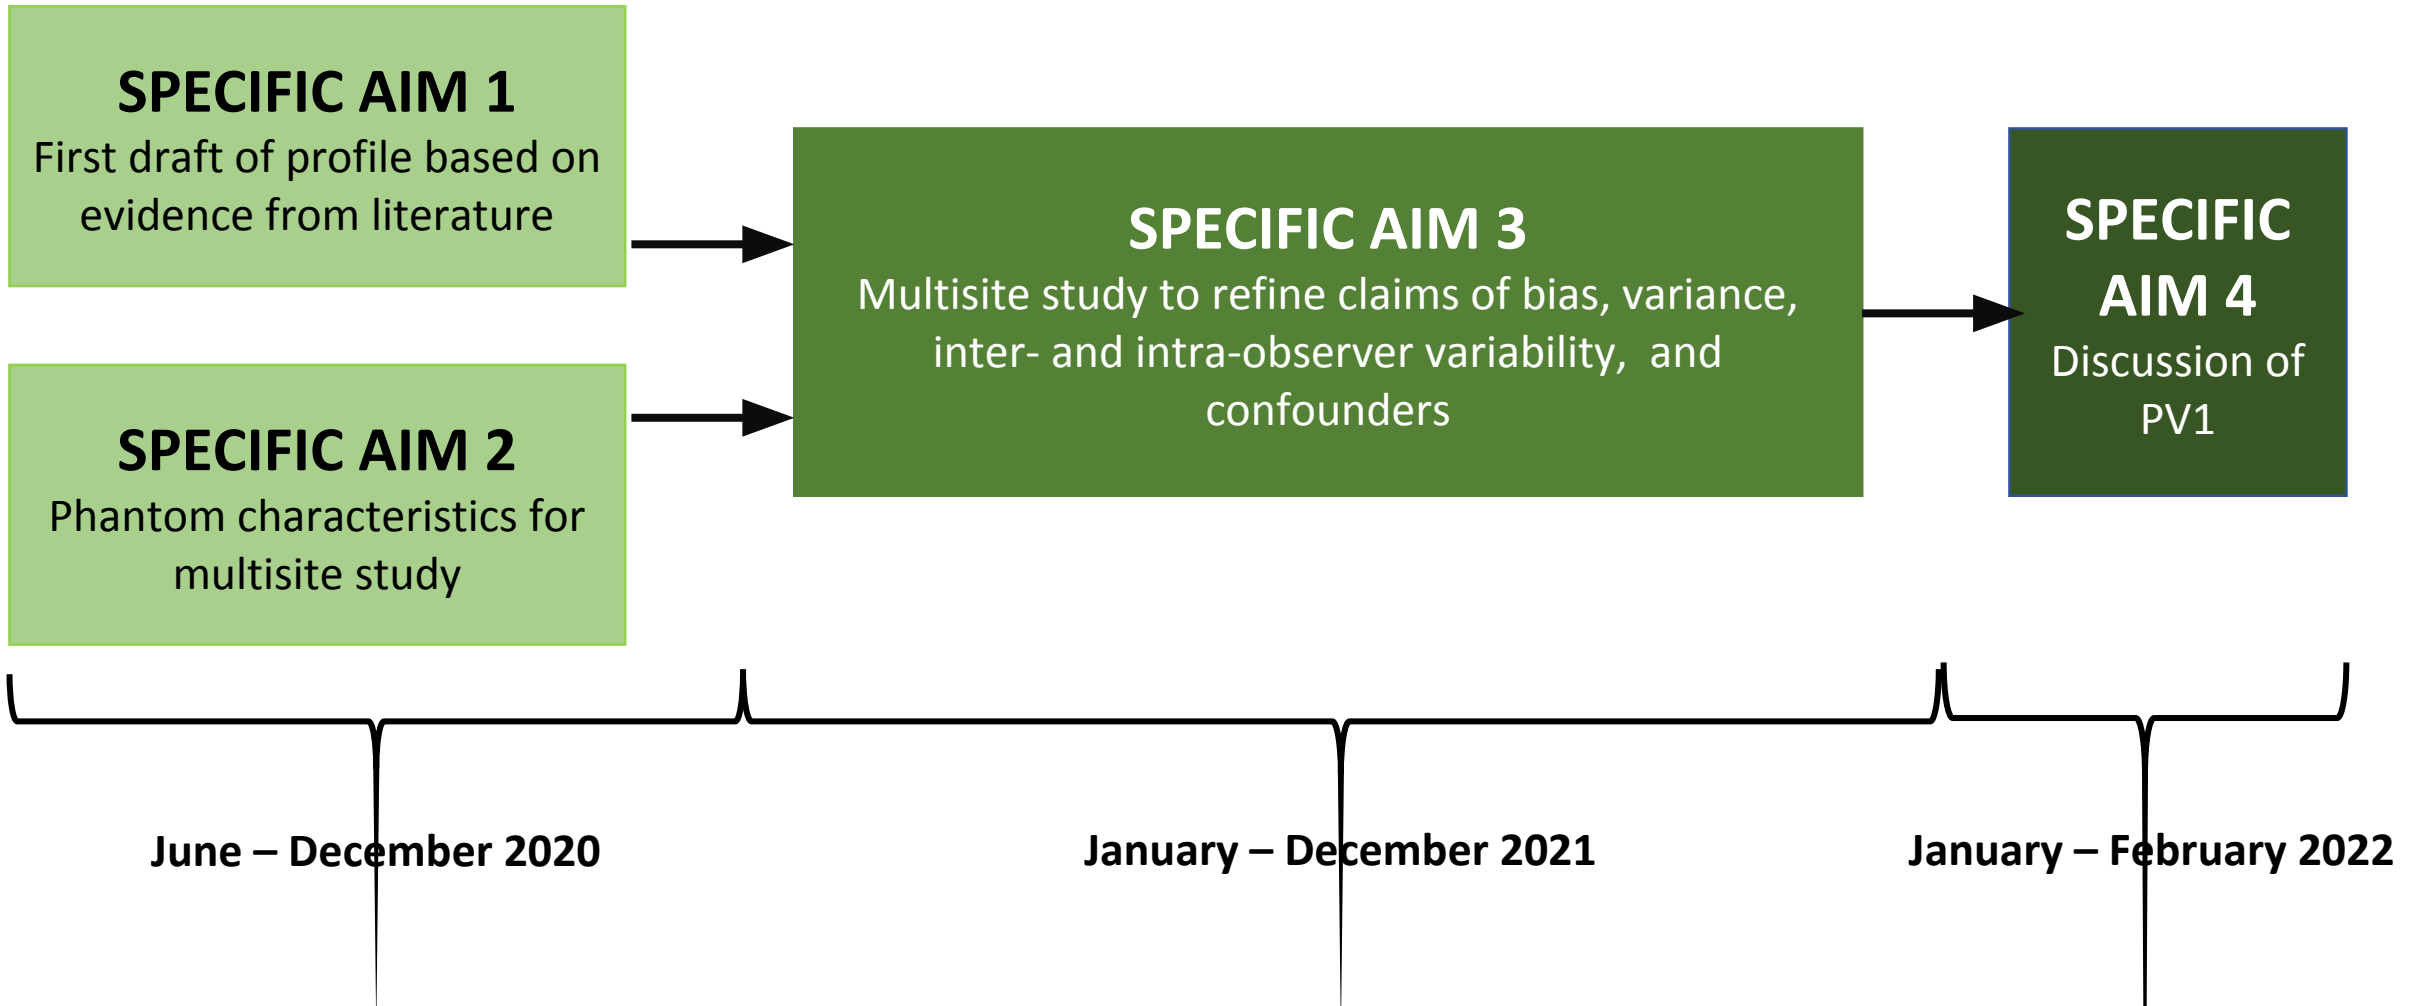 SPECIFIC AIM 1
First draft of profile based on
evidence from literature
SPECIFIC AIM 2
Phantom characteristics for
multisite study
SPECIFIC AIM 3
Multisite study to refine claims of bias, variance,
inter- and intra-observer variability,  and
confounders
SPECIFIC
AIM 4
Discussion of
PV1
June – December 2020
January – December 2021
January – February 2022